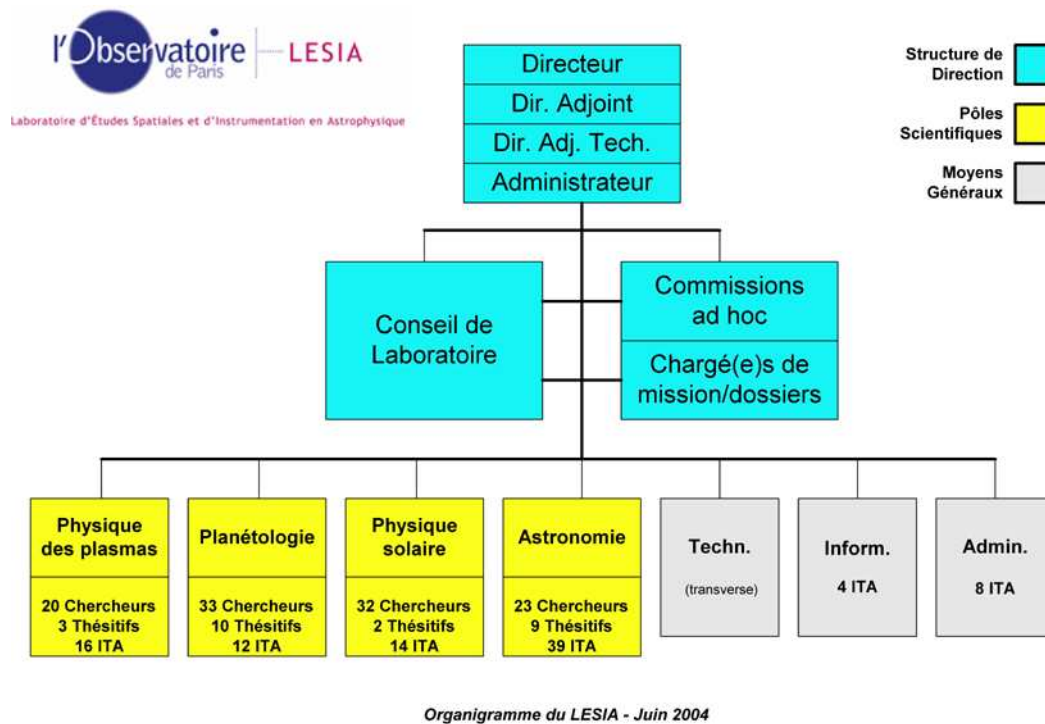 l'Observatoire
de Paris
LESIA
Laboratoire d'Études Spatiales et d'Instrumentation en Astrophysique
Directeur
Dir. Adjoint
Dir. Adj. Tech.
Administrateur
Structure de
Direction
Pôles
Scientifiques
Moyens
Généraux
Conseil de
Laboratoire
Commissions
ad hoc
Chargé(e)s de
mission/dossiers
Physique
des plasmas
20 Chercheurs
3 Thésitifs
16 ITA
Planétologie
33 Chercheurs
10 Thésitifs
12 ITA
Physique
solaire
32 Chercheurs
2 Thésitifs
14 ITA
Astronomie
23 Chercheurs
9 Thésitifs
39 ITA
Techn.
(transverse)
Inform.
4 ITA
Admin.
8 ITA
Organigramme du LESIA - Juin 2004